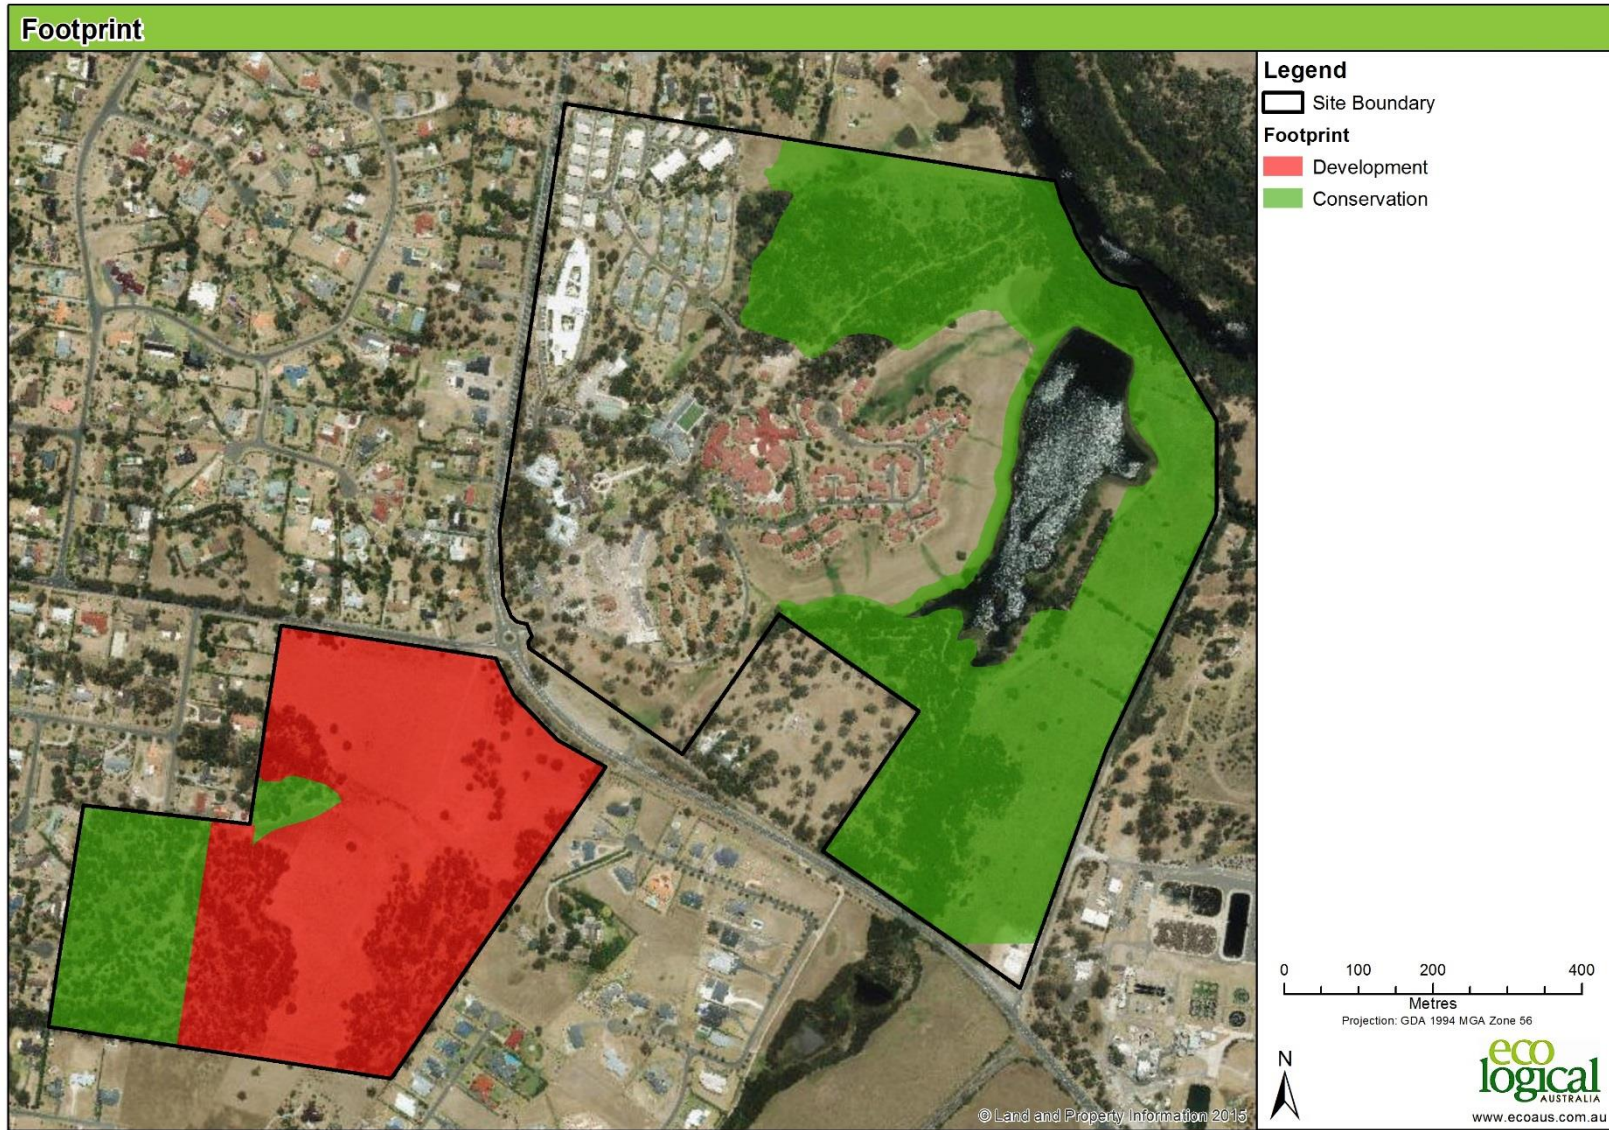 Footprint
Legend
Site Boundary
Footprint
Development
Conservation
0 100 200 400
Metres
Projection: GDA 1994 MGA Zone 56
N
eco
logical
AUSTRALIA
www.ecoaus.com.au
© Land and Property Information 2015